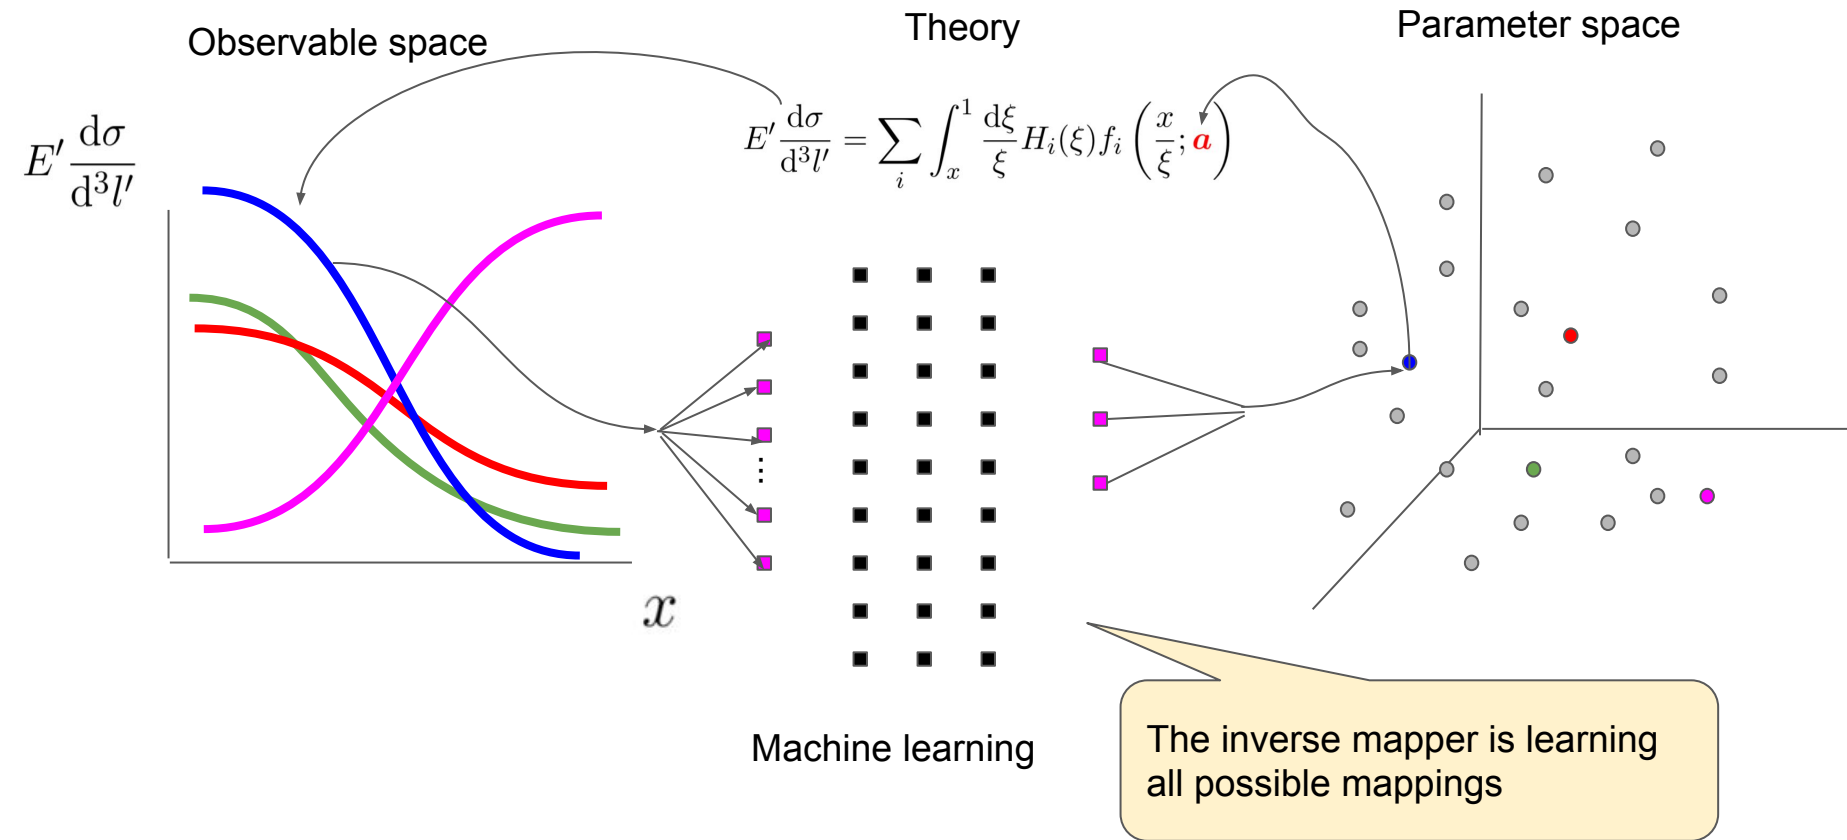 Observable space
Theory
Parameter space
E′ dσ/d³l′
E′ dσ/d³l′ = ∑_i ∫_x^1 dξ/ξ H_i(ξ) f_i (x/ξ; a)
⋮
x
Machine learning
The inverse mapper is learning
all possible mappings